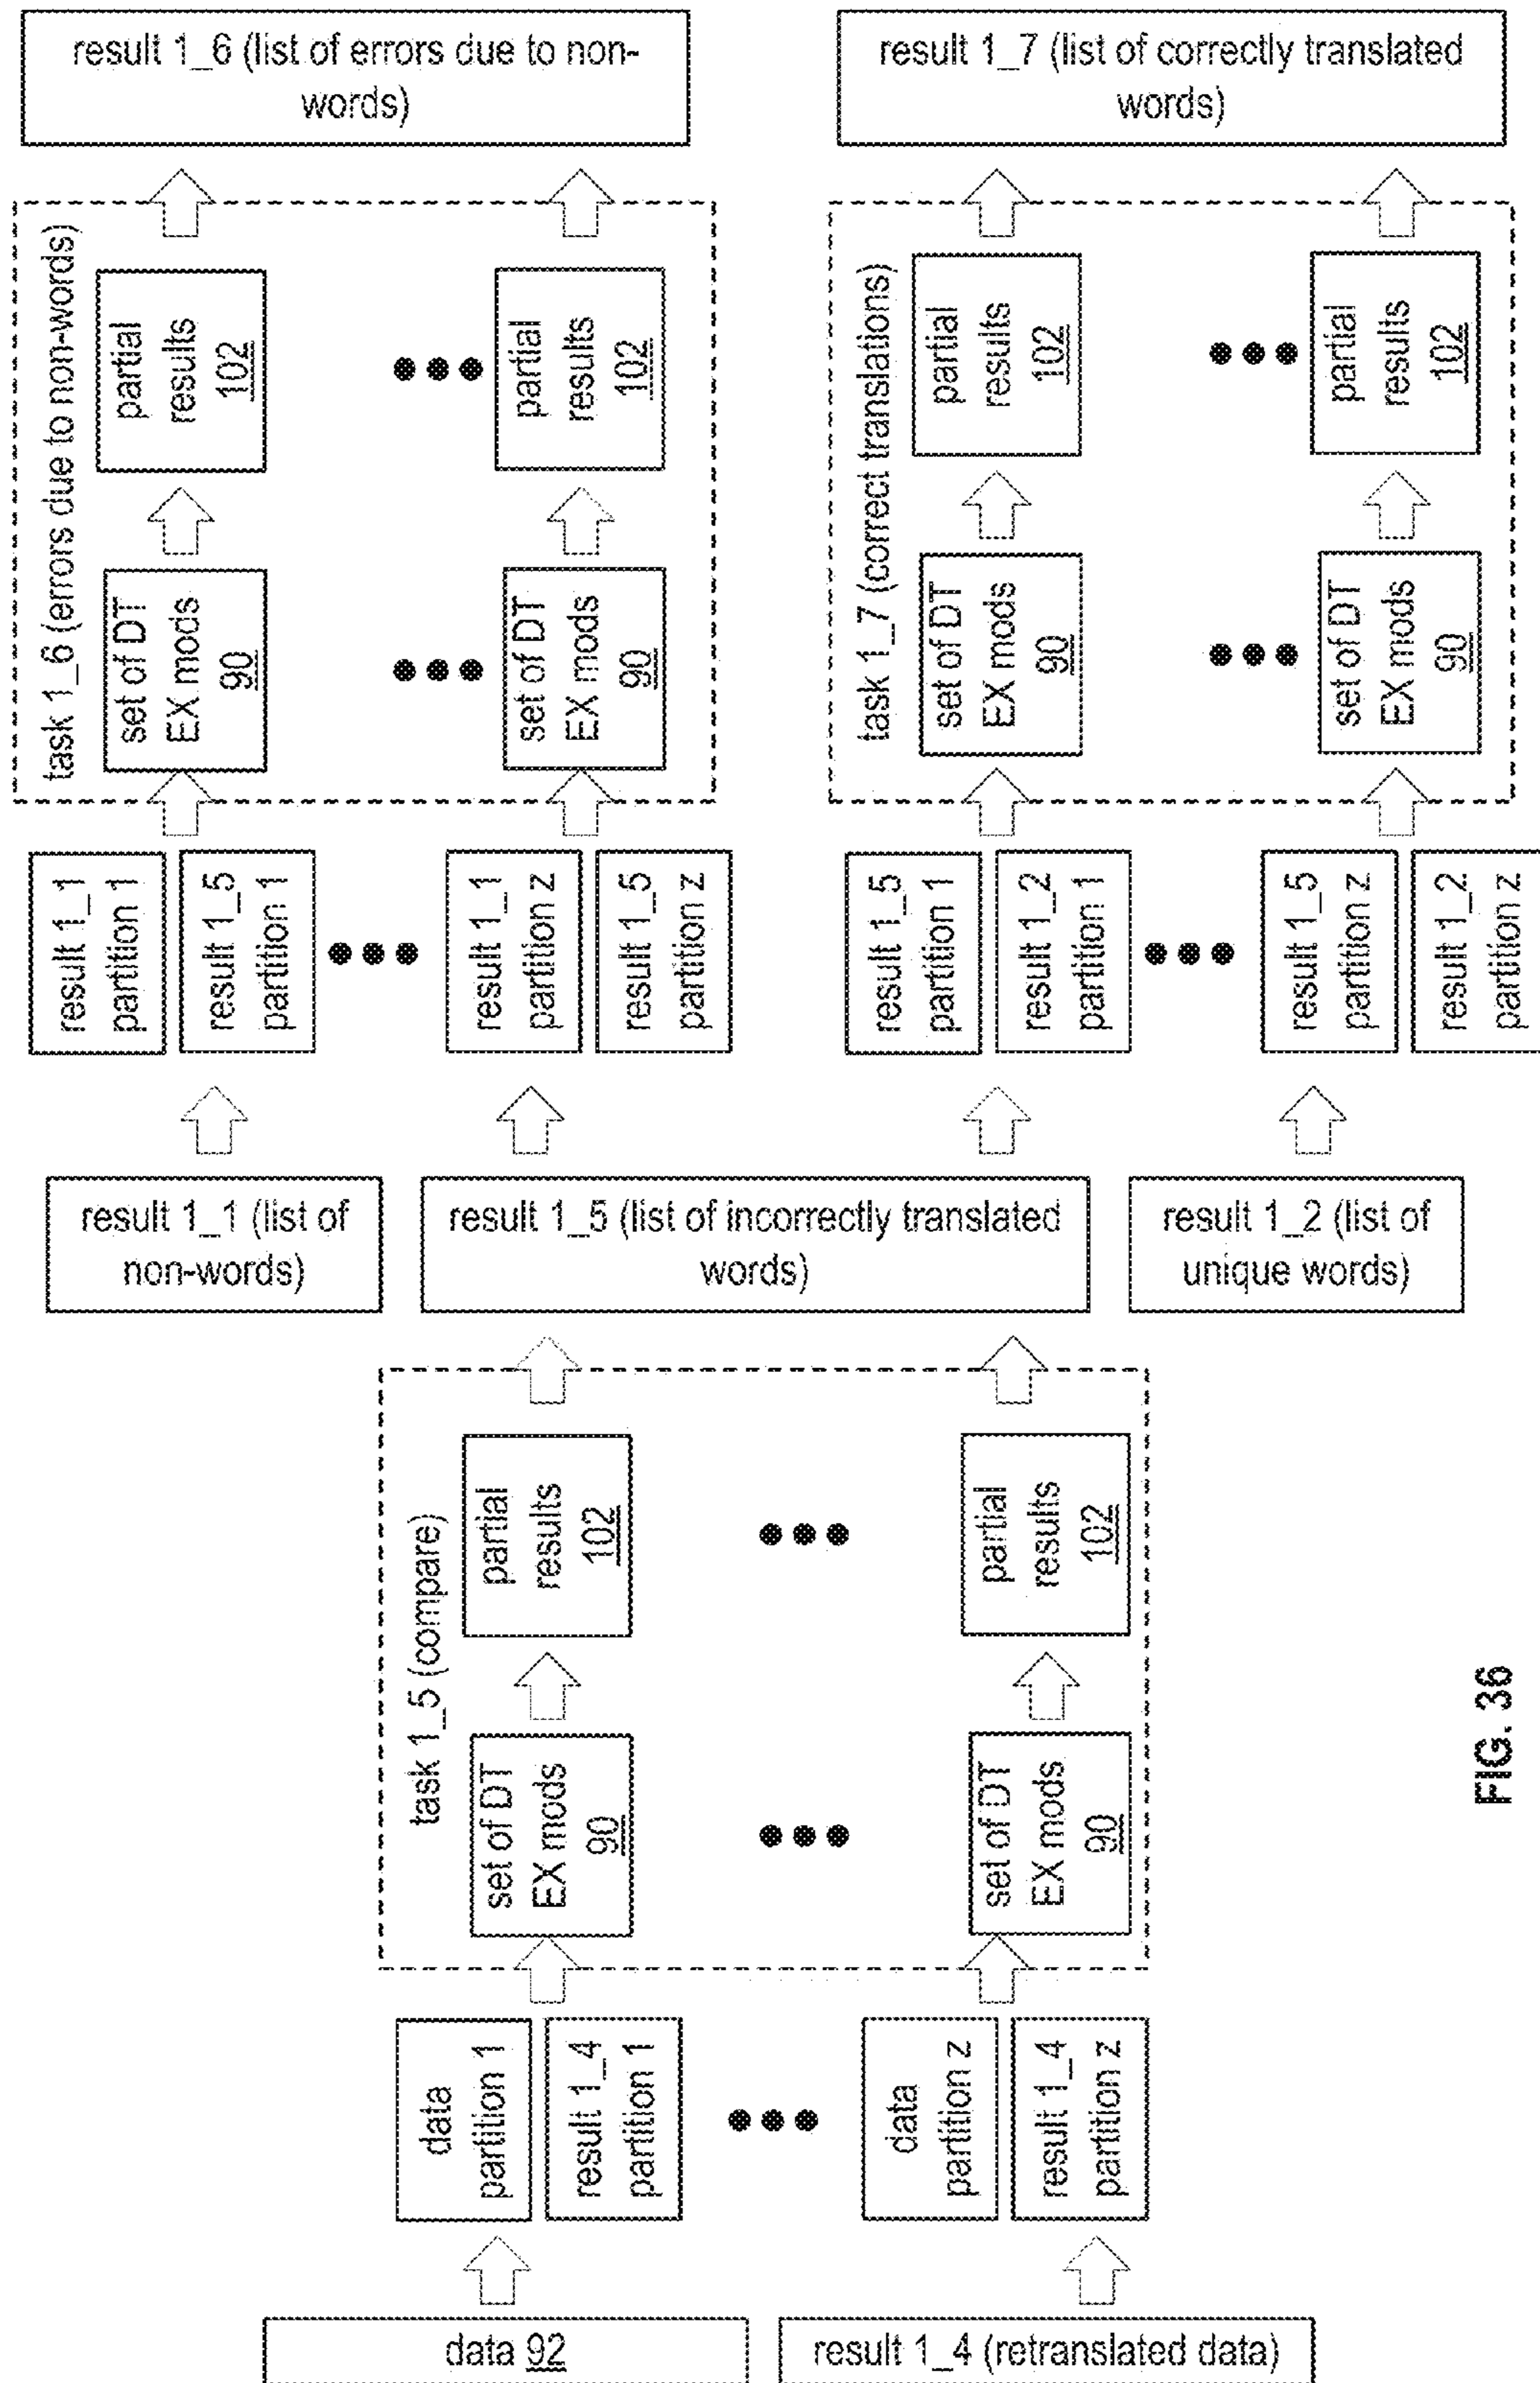 data 92
result 1_4 (retranslated data)
data
partition 1
result 1_4
partition 1
data
partition z
result 1_4
partition z
task 1_5 (compare)
set of DT
EX mods
90
partial
results
102
set of DT
EX mods
90
partial
results
102
result 1_1 (list of
non-words)
result 1_5 (list of incorrectly translated
words)
result 1_2 (list of
unique words)
result 1_1
partition 1
result 1_5
partition 1
result 1_1
partition z
result 1_5
partition z
task 1_6 (errors due to non-words)
set of DT
EX mods
90
partial
results
102
set of DT
EX mods
90
partial
results
102
result 1_6 (list of errors due to non-
words)
result 1_5
partition 1
result 1_2
partition 1
result 1_5
partition z
result 1_2
partition z
task 1_7 (correct translations)
set of DT
EX mods
90
partial
results
102
set of DT
EX mods
90
partial
results
102
result 1_7 (list of correctly translated
words)
FIG. 36